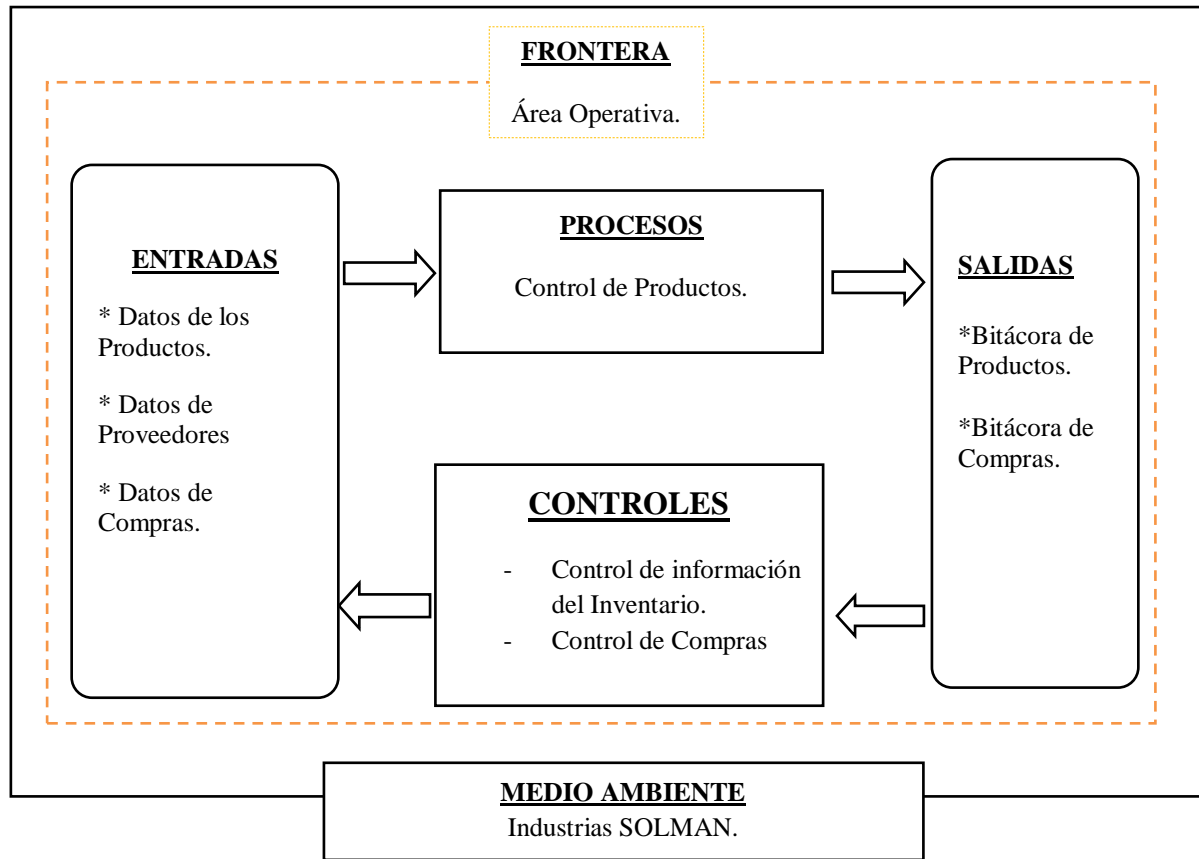 FRONTERA
Área Operativa.
ENTRADAS
* Datos de los
Productos.
* Datos de
Proveedores
* Datos de
Compras.
PROCESOS
Control de Productos.
SALIDAS
*Bitácora de
Productos.
*Bitácora de
Compras.
CONTROLES
- Control de información
del Inventario.
- Control de Compras
MEDIO AMBIENTE
Industrias SOLMAN.